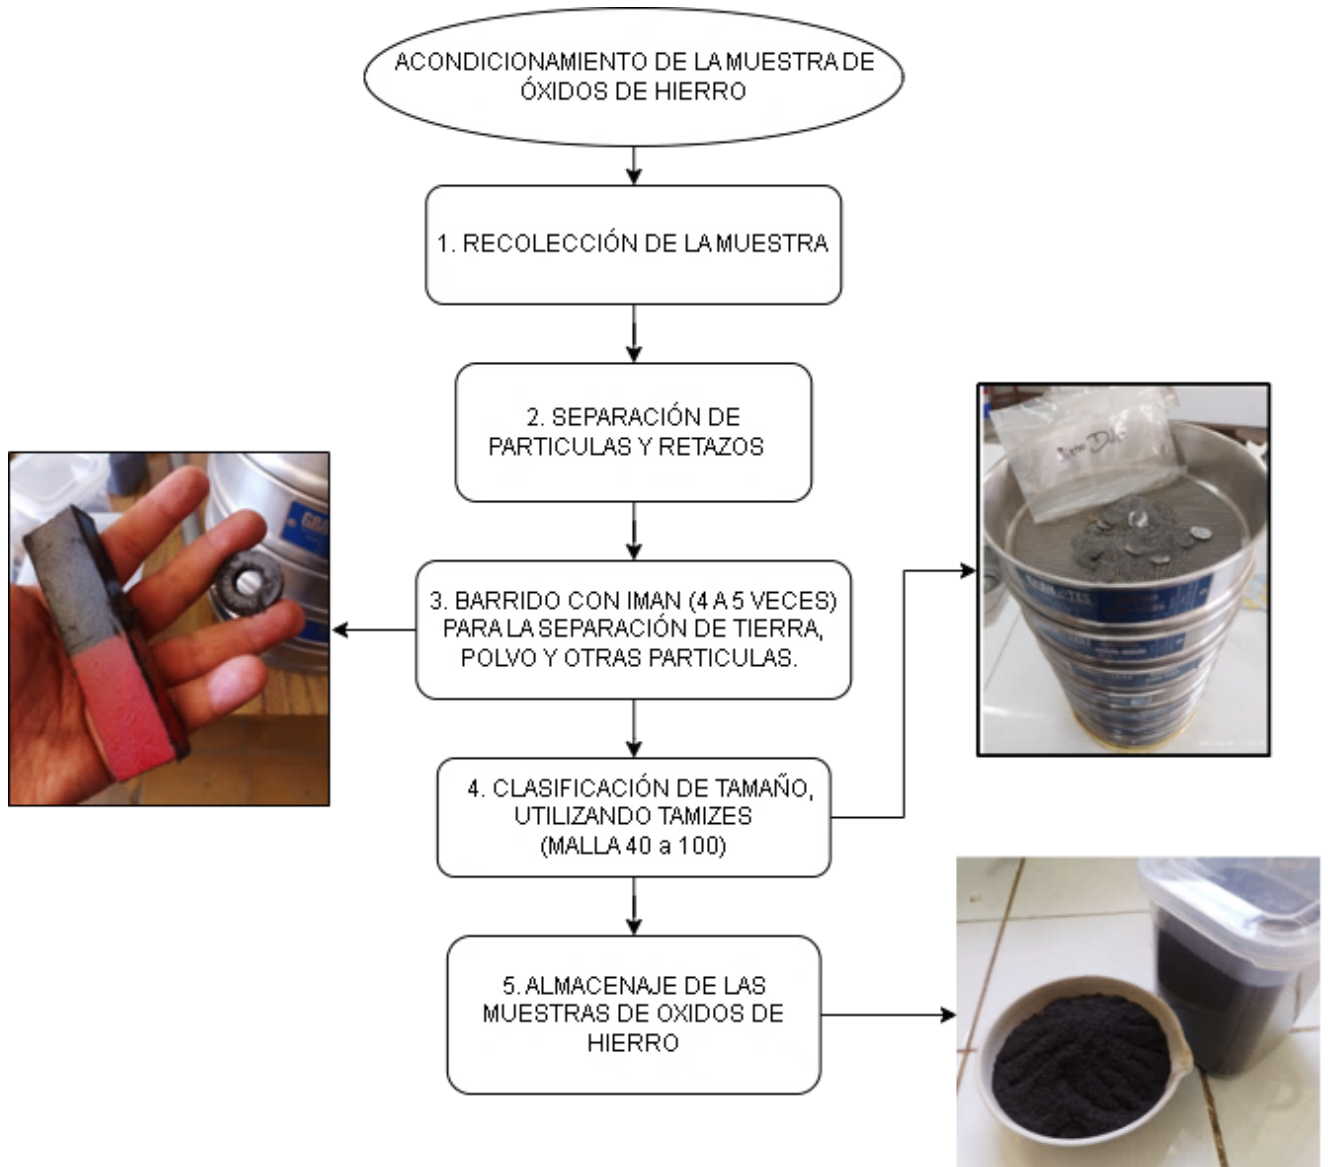 ACONDICIONAMIENTO DE LA MUESTRA DE
ÓXIDOS DE HIERRO
1. RECOLECCIÓN DE LA MUESTRA
2. SEPARACIÓN DE
PARTICULAS Y RETAZOS
3. BARRIDO CON IMAN (4 A 5 VECES)
PARA LA SEPARACIÓN DE TIERRA,
POLVO Y OTRAS PARTICULAS.
4. CLASIFICACIÓN DE TAMAÑO,
UTILIZANDO TAMIZES
(MALLA 40 a 100)
5. ALMACENAJE DE LAS
MUESTRAS DE OXIDOS DE
HIERRO